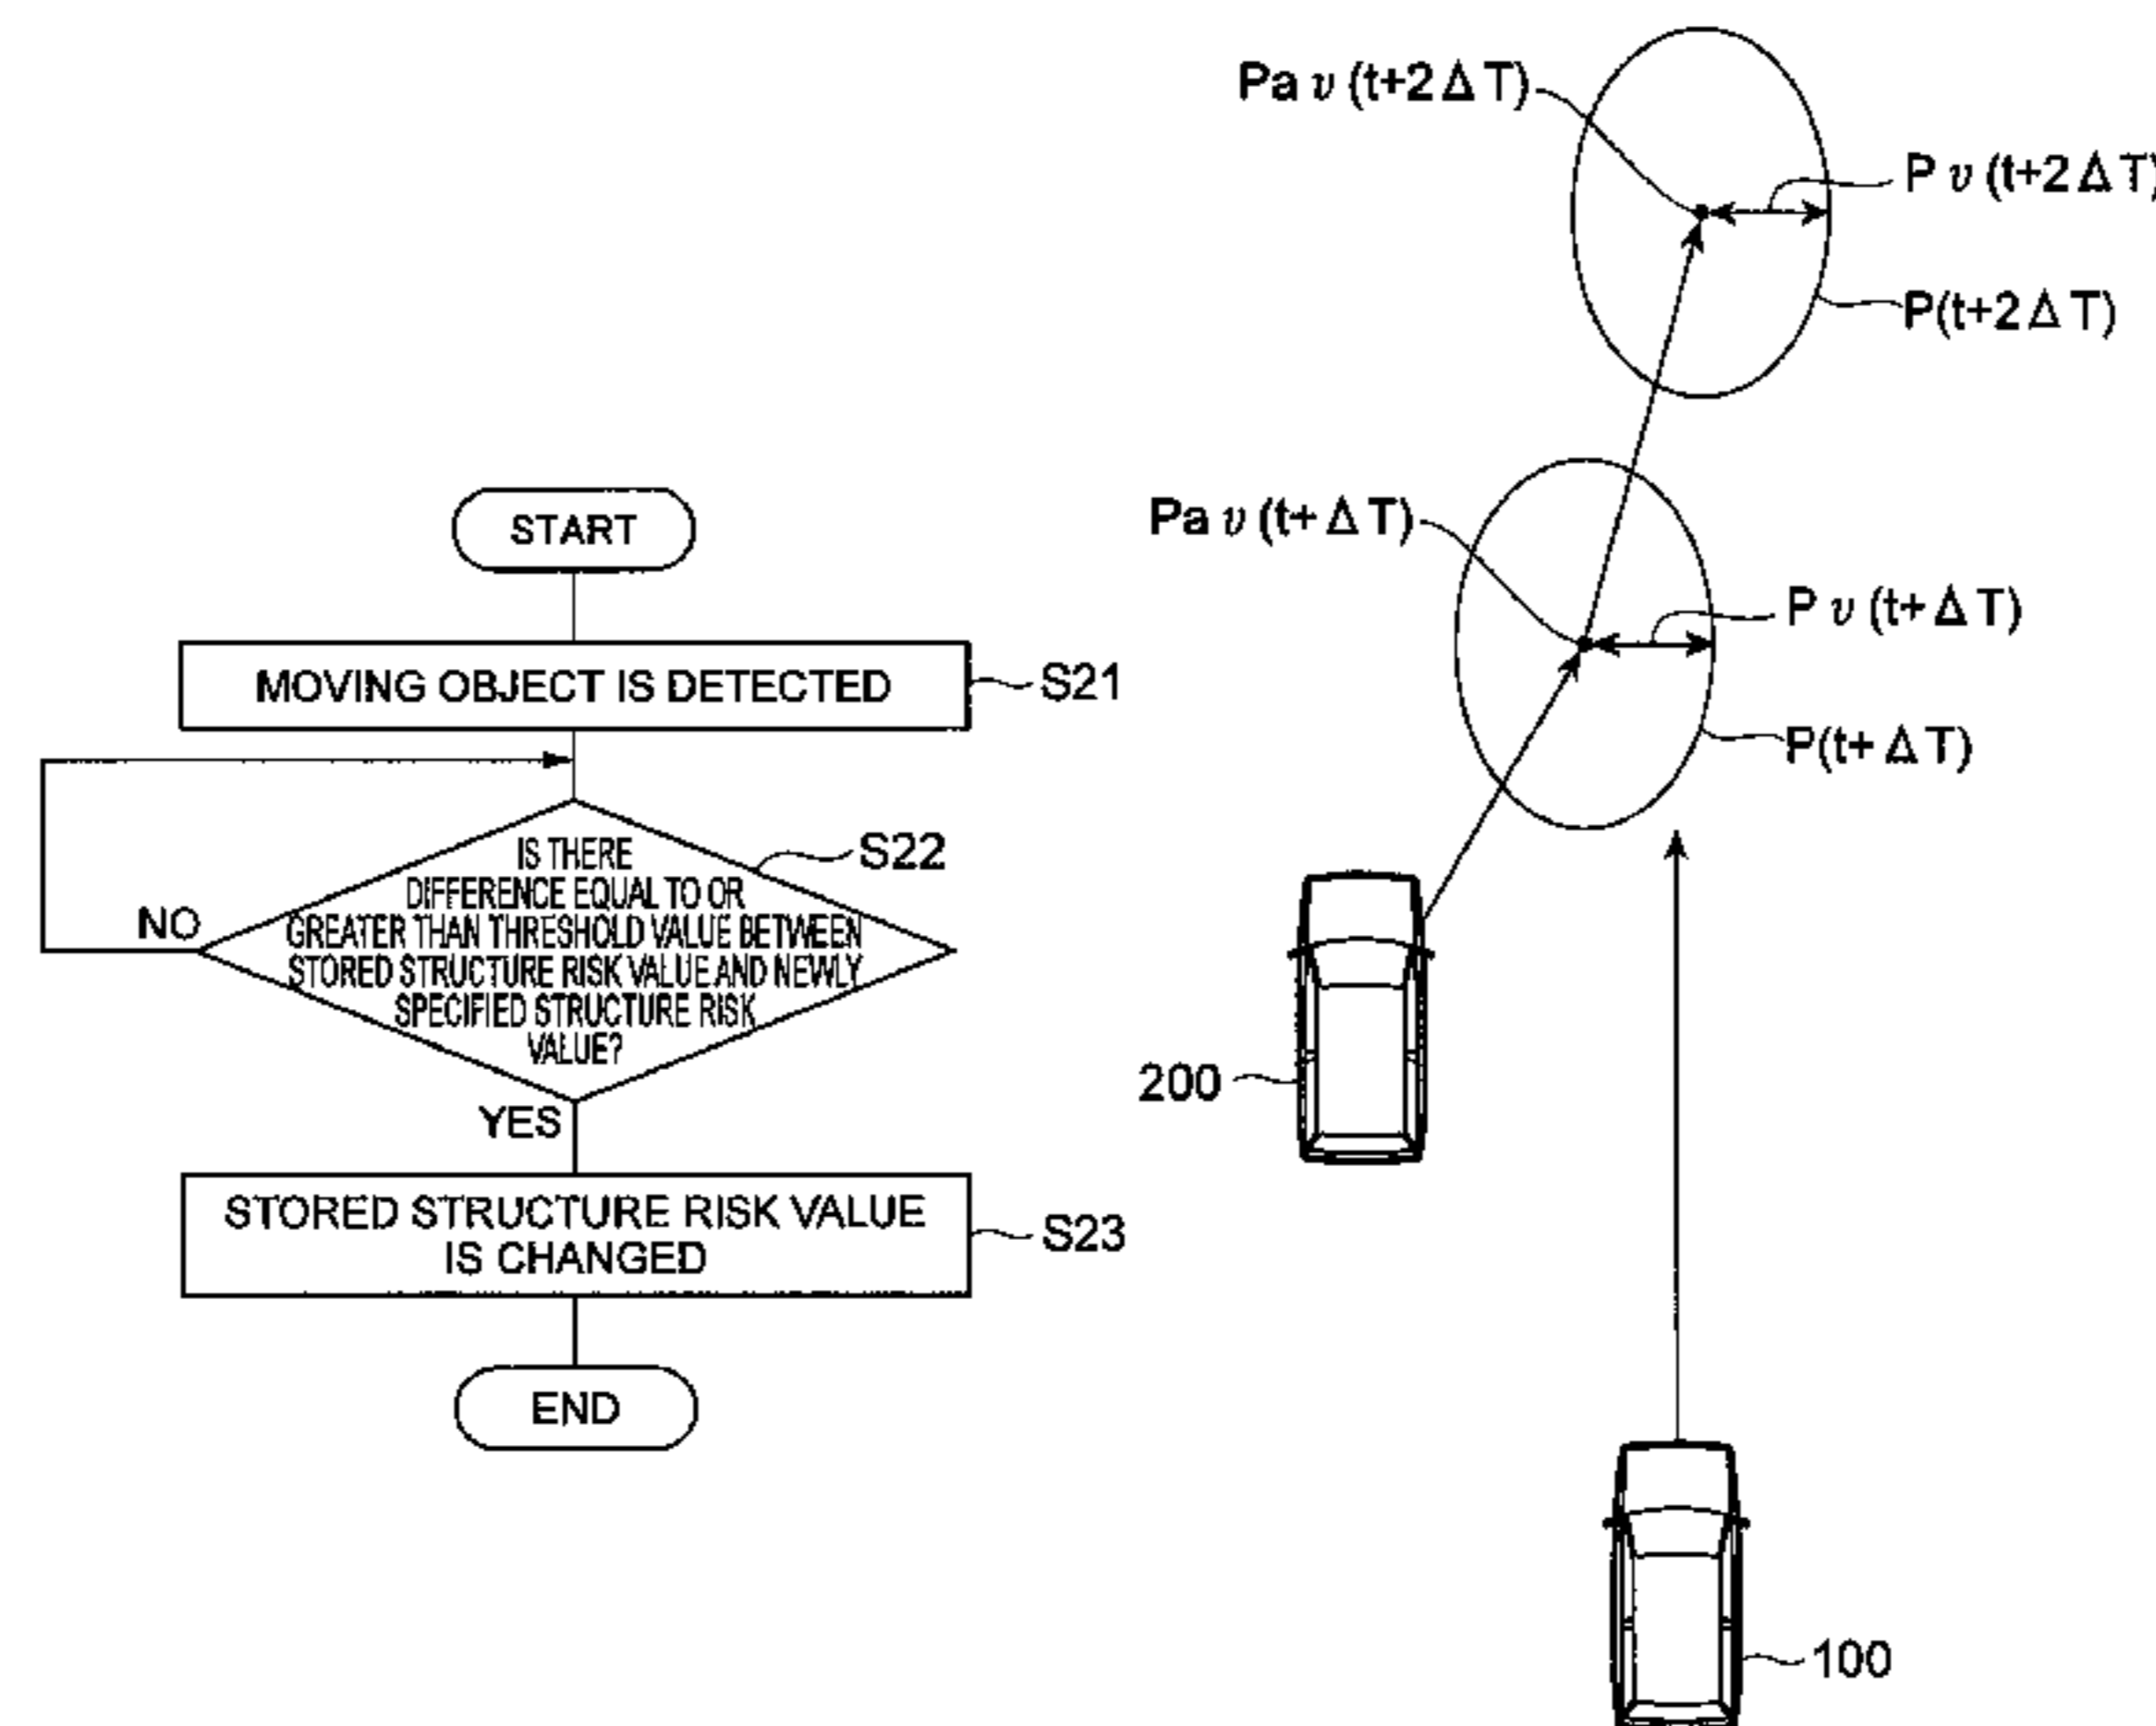 START
MOVING OBJECT IS DETECTED
S21
IS THERE
DIFFERENCE EQUAL TO OR
GREATER THAN THRESHOLD VALUE BETWEEN
STORED STRUCTURE RISK VALUE AND NEWLY
SPECIFIED STRUCTURE RISK
VALUE?
S22
NO
YES
STORED STRUCTURE RISK VALUE
IS CHANGED
S23
END
Pa υ (t+2ΔT)
P υ (t+2ΔT)
P(t+2ΔT)
Pa υ (t+ΔT)
P υ (t+ΔT)
P(t+ΔT)
200
100